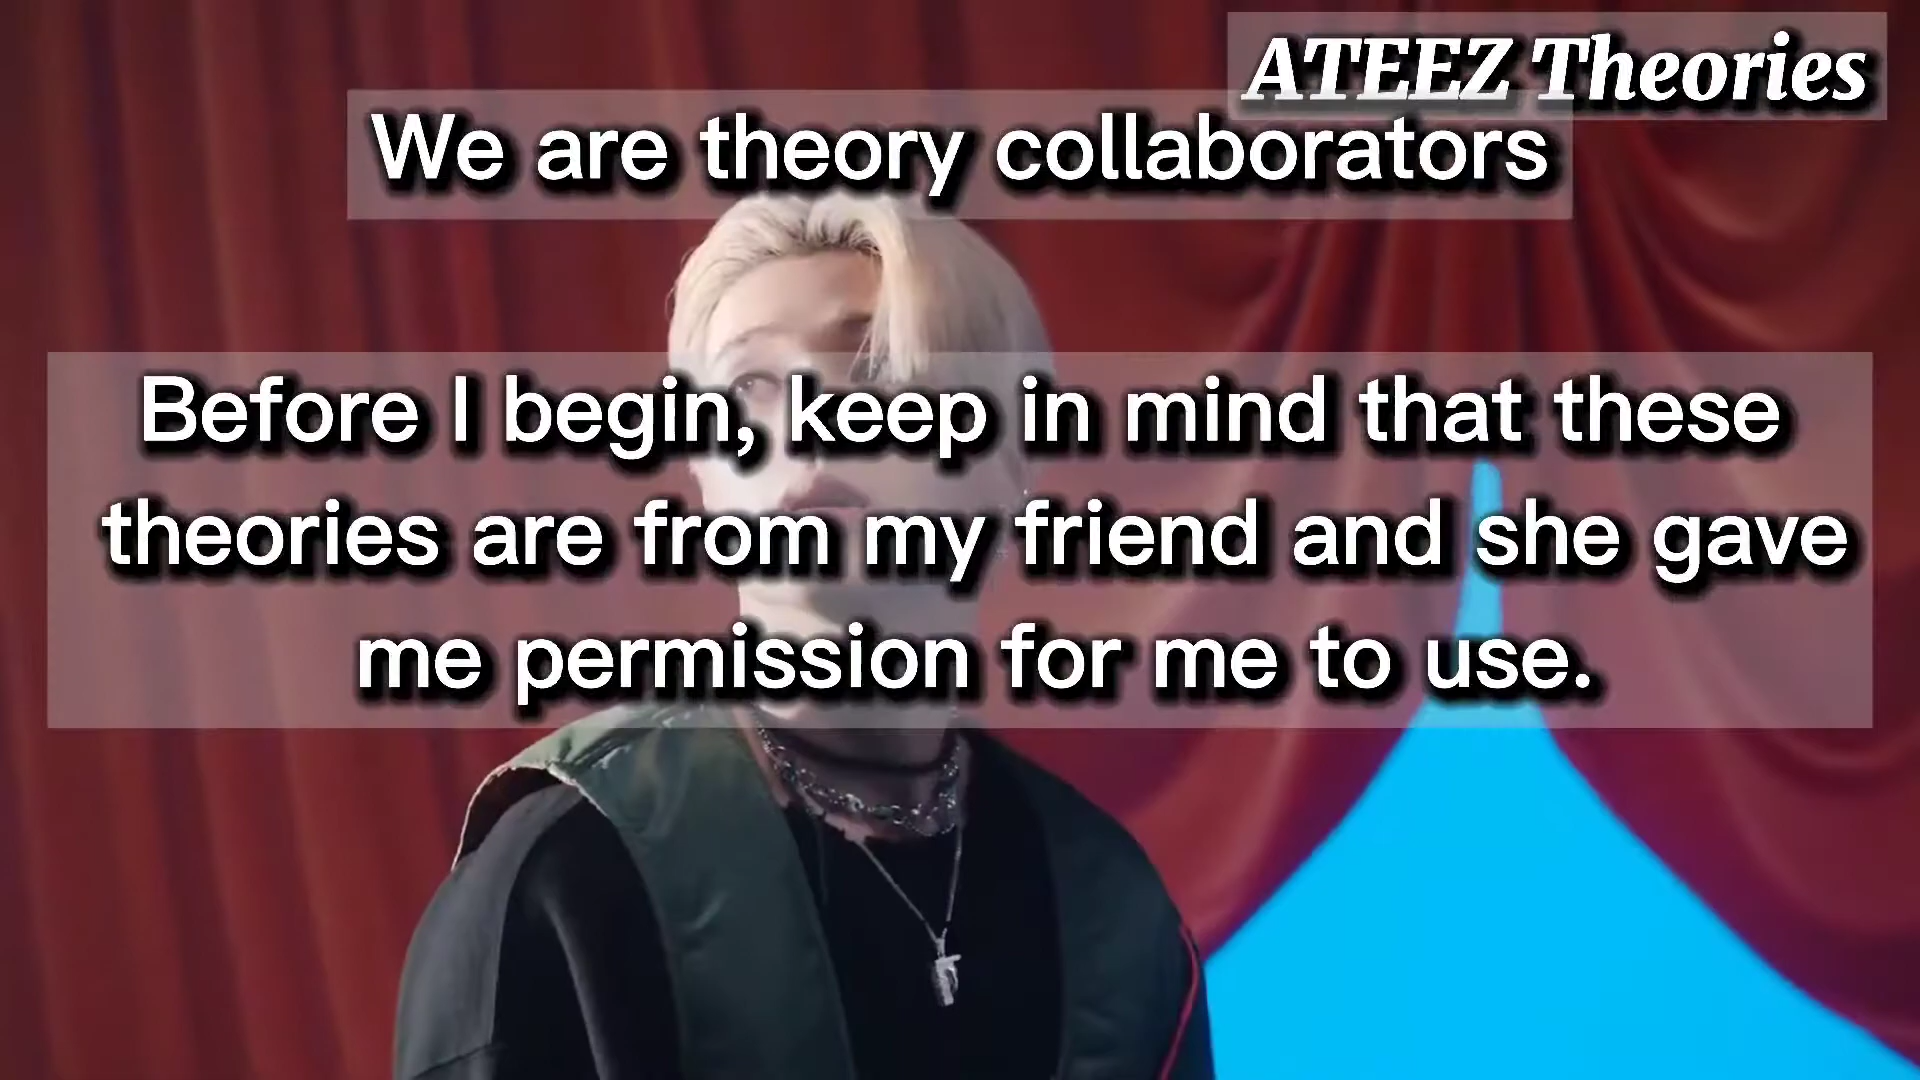 ATEEZ Theories
We are theory collaborators
Before I begin, keep in mind that these
theories are from my friend and she gave
me permission for me to use.